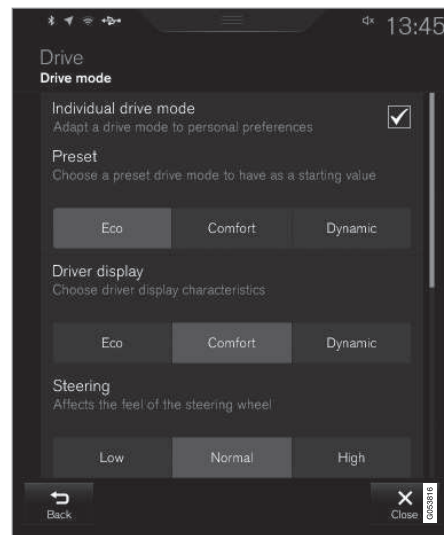 13:45
Drive
Drive mode
Individual drive mode
Adapt a drive mode to personal preferences
Preset
Choose a preset drive mode to have as a starting value
Eco Comfort Dynamic
Driver display
Choose driver display characteristics
Eco Comfort Dynamic
Steering
Affects the feel of the steering wheel
Low Normal High
Back Close
G053816